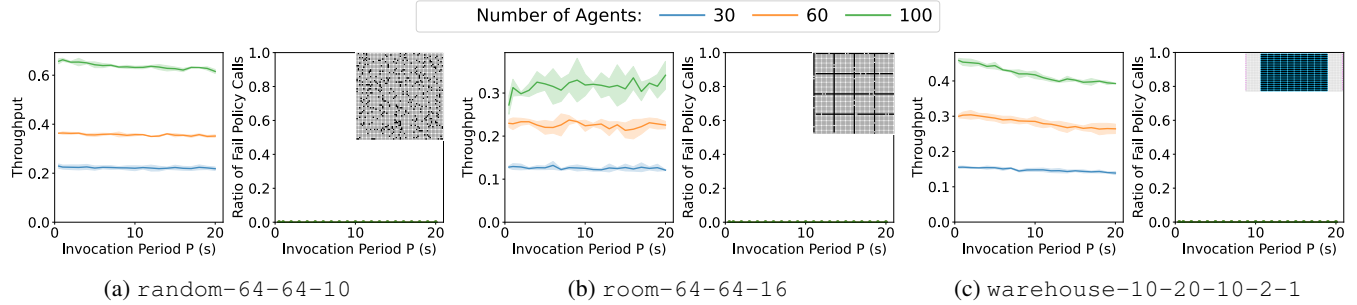 Number of Agents: 30 60 100
Throughput
0.6
0.4
0.2
0.0
0 10 20
Invocation Period P (s)
Ratio of Fail Policy Calls
1.0
0.8
0.6
0.4
0.2
0.0
0 10 20
Invocation Period P (s)
(a) random-64-64-10
Throughput
0.3
0.2
0.1
0 10 20
Invocation Period P (s)
Ratio of Fail Policy Calls
1.0
0.8
0.6
0.4
0.2
0.0
0 10 20
Invocation Period P (s)
(b) room-64-64-16
Throughput
0.4
0.3
0.2
0.1
0.0
0 10 20
Invocation Period P (s)
Ratio of Fail Policy Calls
1.0
0.8
0.6
0.4
0.2
0.0
0 10 20
Invocation Period P (s)
(c) warehouse-10-20-10-2-1